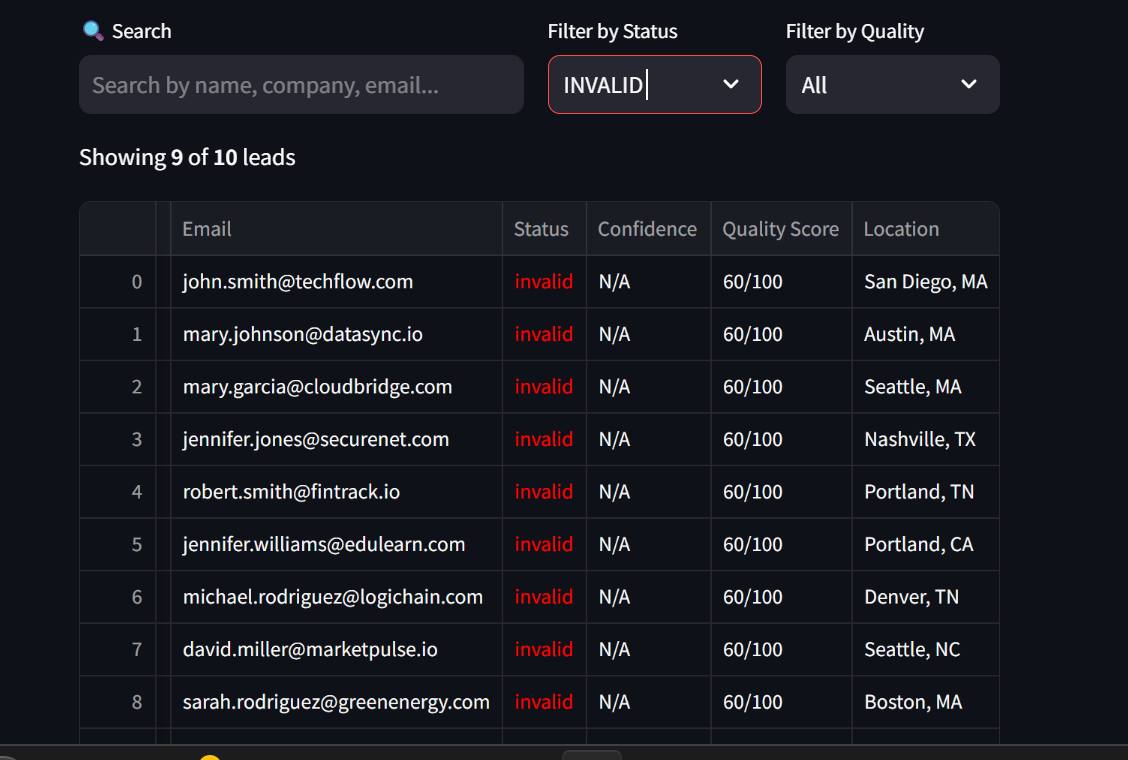 🔍 Search
Filter by Status
Filter by Quality
Search by name, company, email...
INVALID
All
Showing 9 of 10 leads
Email Status Confidence Quality Score Location
0 john.smith@techflow.com invalid N/A 60/100 San Diego, MA
1 mary.johnson@datasync.io invalid N/A 60/100 Austin, MA
2 mary.garcia@cloudbridge.com invalid N/A 60/100 Seattle, MA
3 jennifer.jones@securenet.com invalid N/A 60/100 Nashville, TX
4 robert.smith@fintrack.io invalid N/A 60/100 Portland, TN
5 jennifer.williams@edulearn.com invalid N/A 60/100 Portland, CA
6 michael.rodriguez@logichain.com invalid N/A 60/100 Denver, TN
7 david.miller@marketpulse.io invalid N/A 60/100 Seattle, NC
8 sarah.rodriguez@greenenergy.com invalid N/A 60/100 Boston, MA